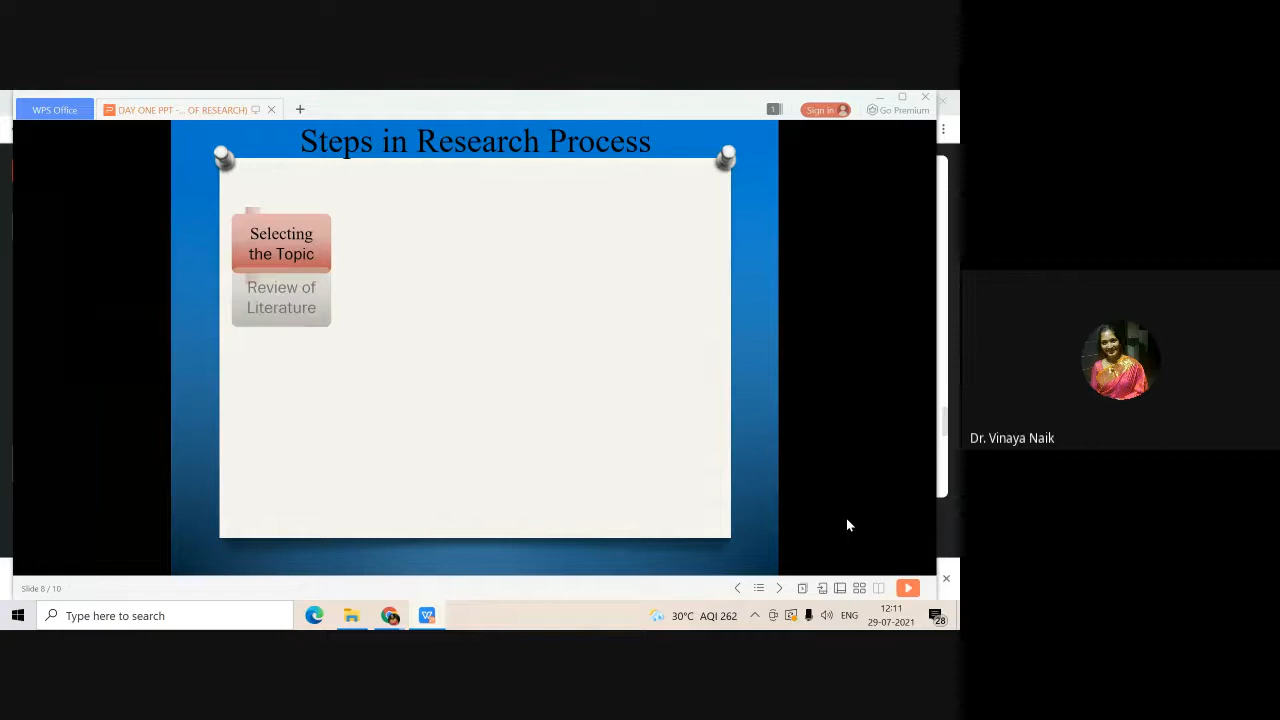 WPS Office
DAY ONE PPT -... OF RESEARCH)
1
Sign in
Go Premium
Steps in Research Process
Selecting
the Topic
Review of
Literature
Dr. Vinaya Naik
Slide 8 / 10
Type here to search
30°C AQI 262
ENG
12:11
29-07-2021
28